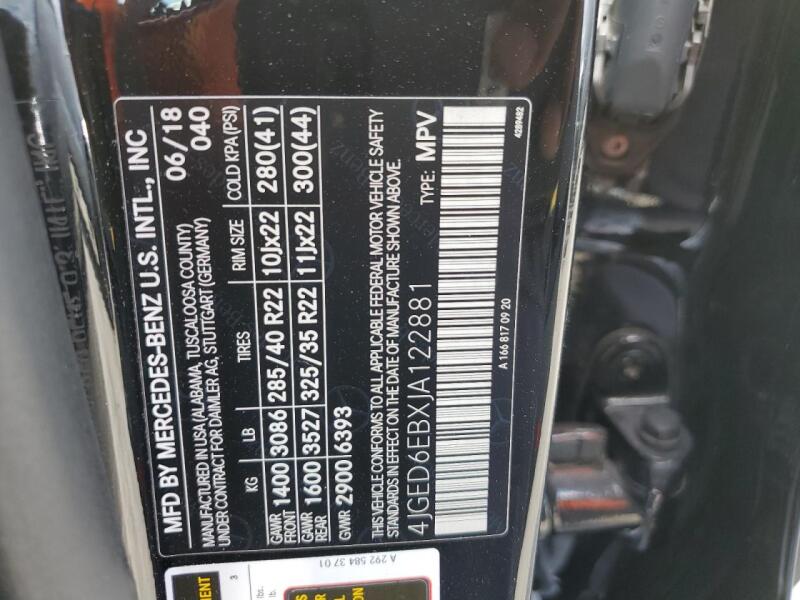 MFD BY MERCEDES-BENZ U.S. INTL., INC 06/18
MANUFACTURED IN USA (ALABAMA, TUSCALOOSA COUNTY) 040
UNDER CONTRACT FOR DAIMLER AG, STUTTGART (GERMANY)
KG LB TIRES RIM SIZE COLD KPA (PSI)
GAWR FRONT 1400 3086 285/40 R22 10Jx22 280(41)
GAWR REAR 1600 3527 325/35 R22 11Jx22 300(44)
GVWR 2900 6393
THIS VEHICLE CONFORMS TO ALL APPLICABLE FEDERAL MOTOR VEHICLE SAFETY
STANDARDS IN EFFECT ON THE DATE OF MANUFACTURE SHOWN ABOVE.
4JGED6EBXJA122881 TYPE: MPV
A 166 817 09 20 4289482
A 292 584 37 01
3
lbs.
lb.